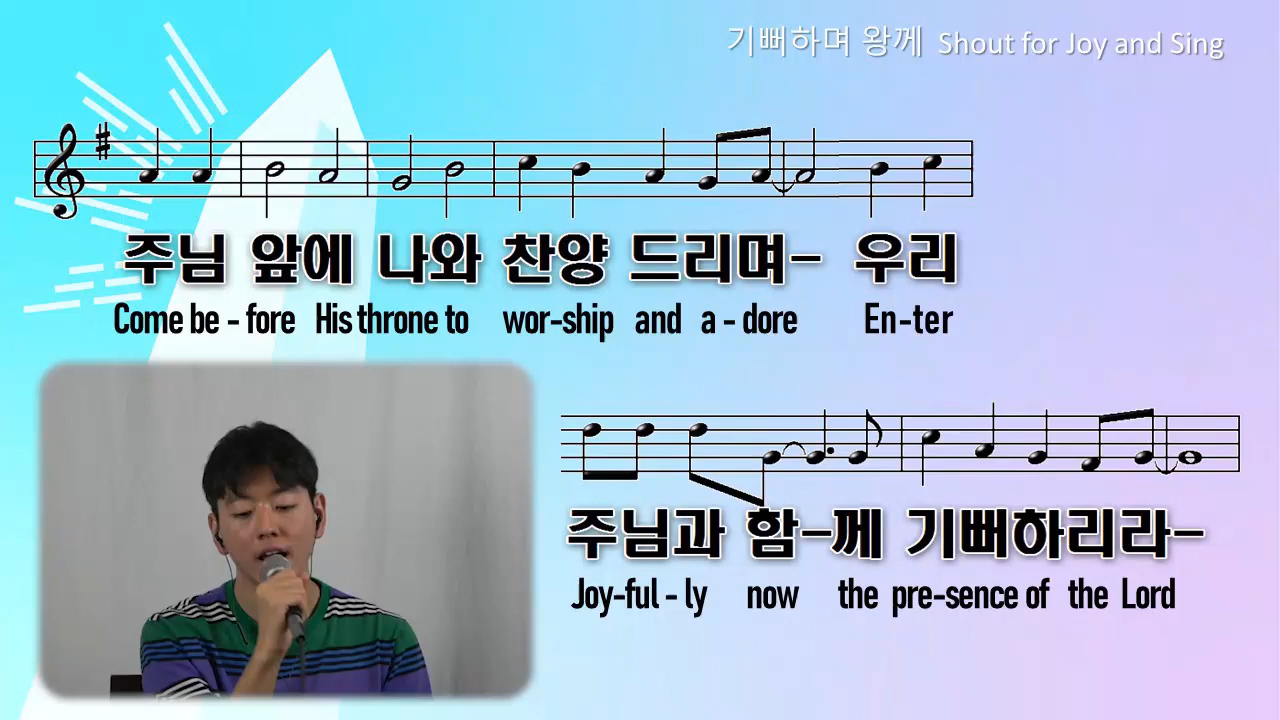 기뻐하며 왕께 Shout for Joy and Sing
주님 앞에 나와 찬양 드리며- 우리
Come be - fore His throne to wor-ship and a - dore En-ter
주님과 함-께 기뻐하리라-
Joy-ful - ly now the pre-sence of the Lord